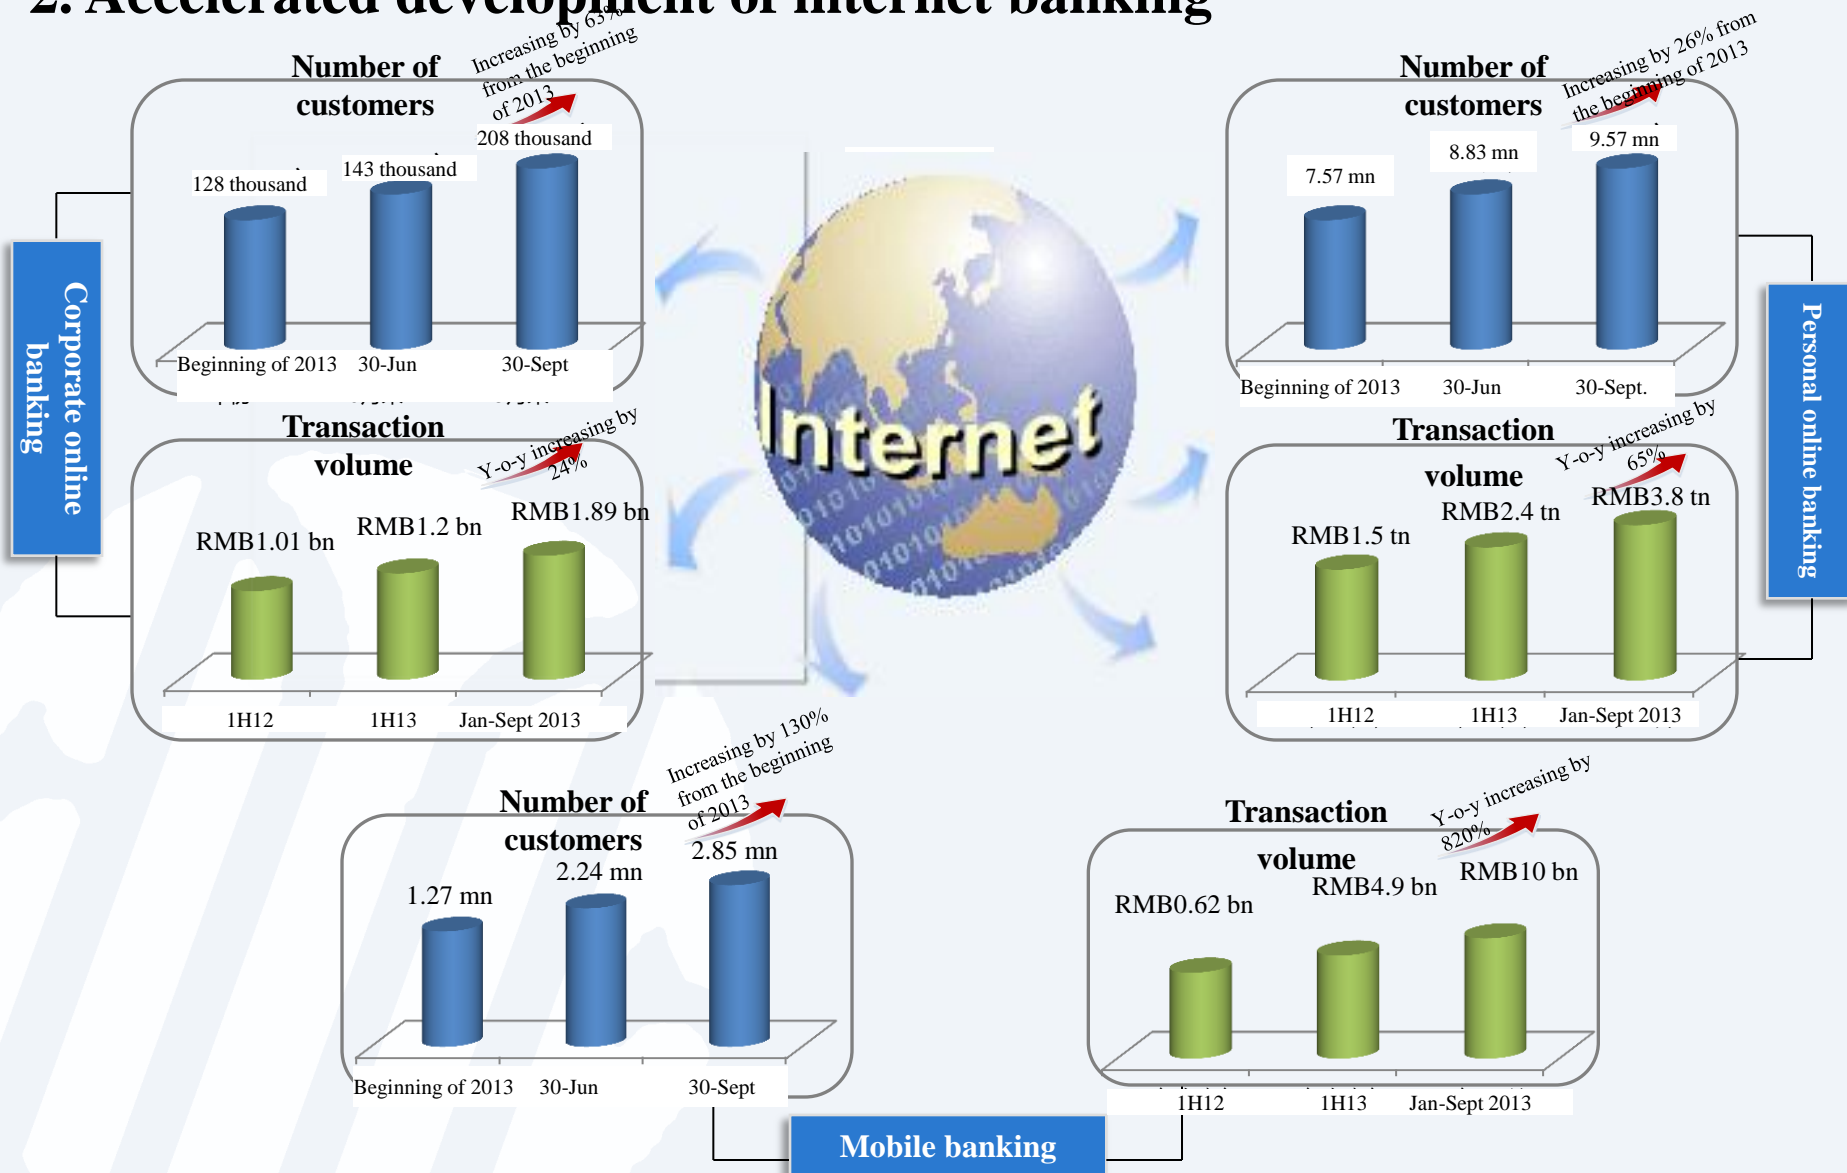 2. Accelerated development of internet banking
Number of
customers
Increasing by 63%
from the beginning
of 2013
128 thousand
143 thousand
208 thousand
Beginning of 2013
30-Jun
30-Sept
Corporate online
banking
Transaction
volume
Y-o-y increasing by
24%
RMB1.01 bn
RMB1.2 bn
RMB1.89 bn
1H12
1H13
Jan-Sept 2013
Internet
Number of
customers
Increasing by 26% from
the beginning of 2013
7.57 mn
8.83 mn
9.57 mn
Beginning of 2013
30-Jun
30-Sept.
Personal online banking
Transaction
volume
Y-o-y increasing by
65%
RMB1.5 tn
RMB2.4 tn
RMB3.8 tn
1H12
1H13
Jan-Sept 2013
Number of
customers
Increasing by 130%
from the beginning
of 2013
1.27 mn
2.24 mn
2.85 mn
Beginning of 2013
30-Jun
30-Sept
Transaction
volume
Y-o-y increasing by
820%
RMB0.62 bn
RMB4.9 bn
RMB10 bn
1H12
1H13
Jan-Sept 2013
Mobile banking